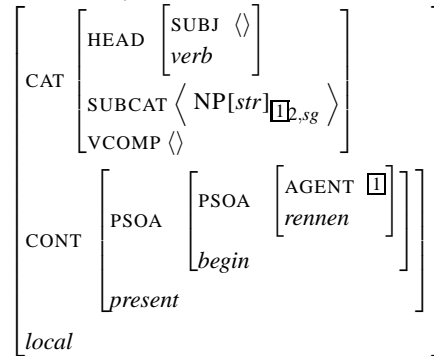 SUBJ ⟨⟩
HEAD
verb
CAT
SUBCAT ⟨ NP[str] 1 2,sg ⟩
VCOMP ⟨⟩
AGENT 1
PSOA
PSOA
rennen
CONT
begin
present
local